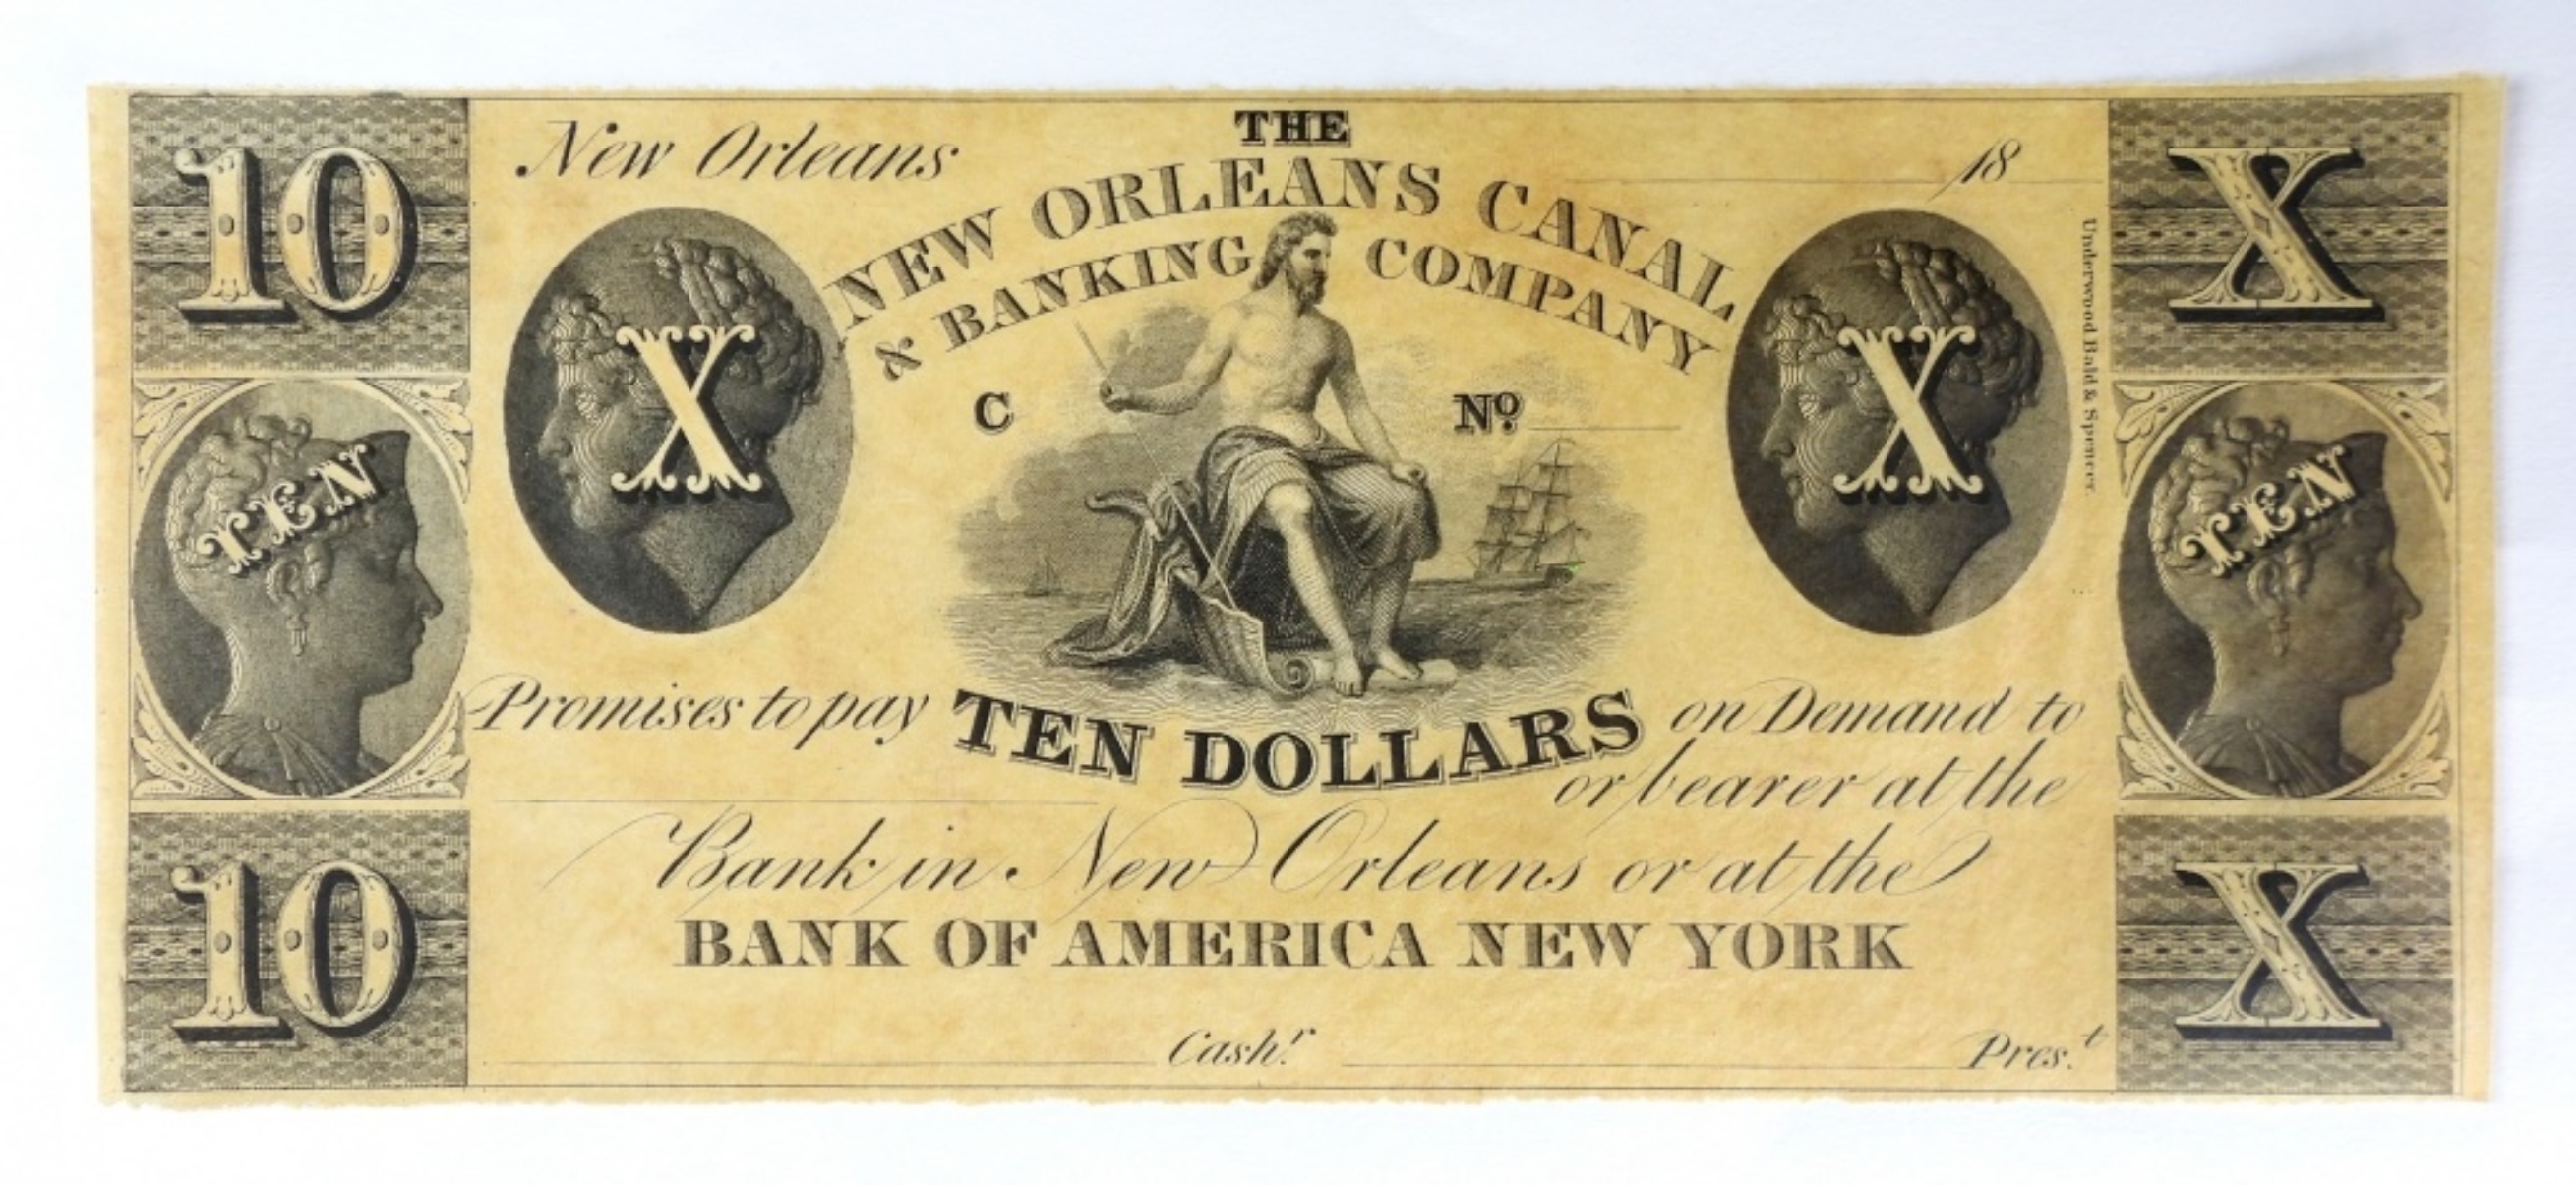 10
New Orleans
THE
18
X
NEW ORLEANS CANAL
& BANKING COMPANY
X
X
Underwood Bald & Spencer.
C
Nº
TEN
TEN
Promises to pay TEN DOLLARS on Demand to
or bearer at the
Bank in New Orleans or at the
BANK OF AMERICA NEW YORK
10
X
Cash.r
Pres.t